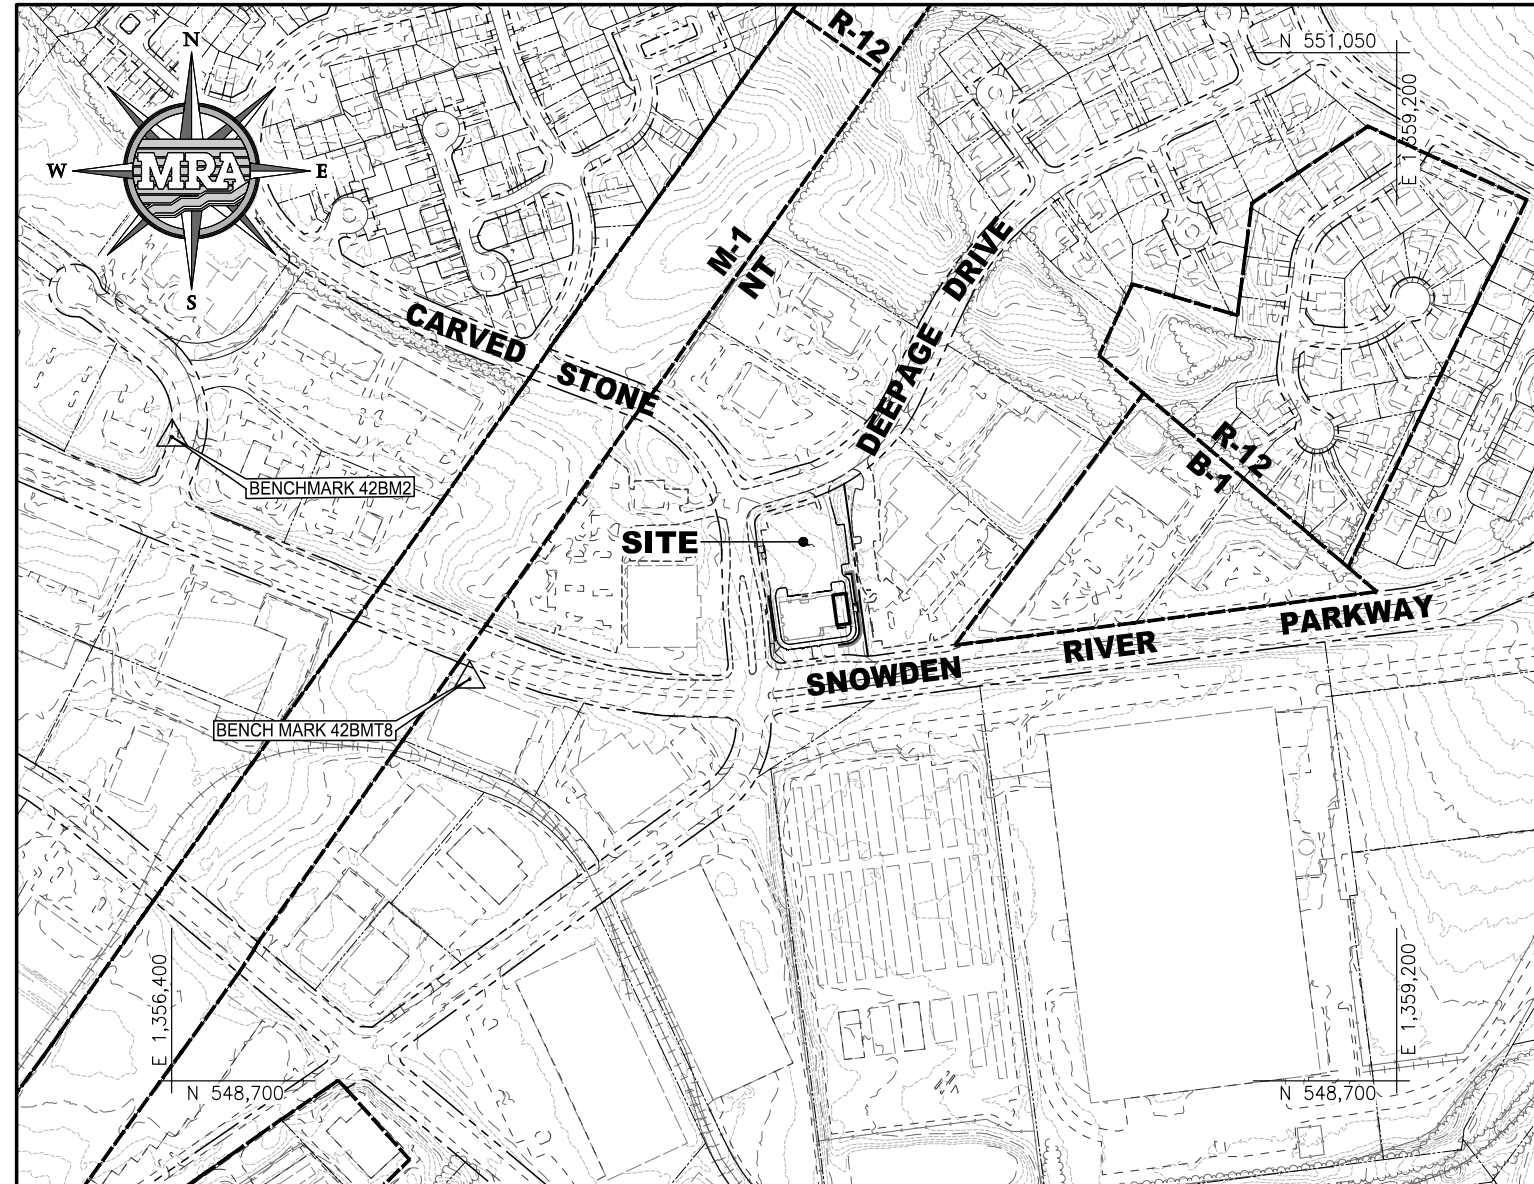 R-12
N 551,050
E 1,359,200
N
W
MRA
E
S
M-1
NT
CARVED STONE
DEEPAGE DRIVE
BENCHMARK 42BM2
R-12
B-1
SITE
SNOWDEN RIVER PARKWAY
BENCH MARK 42BMT8
E 1,356,400
N 548,700
E 1,359,200
N 548,700